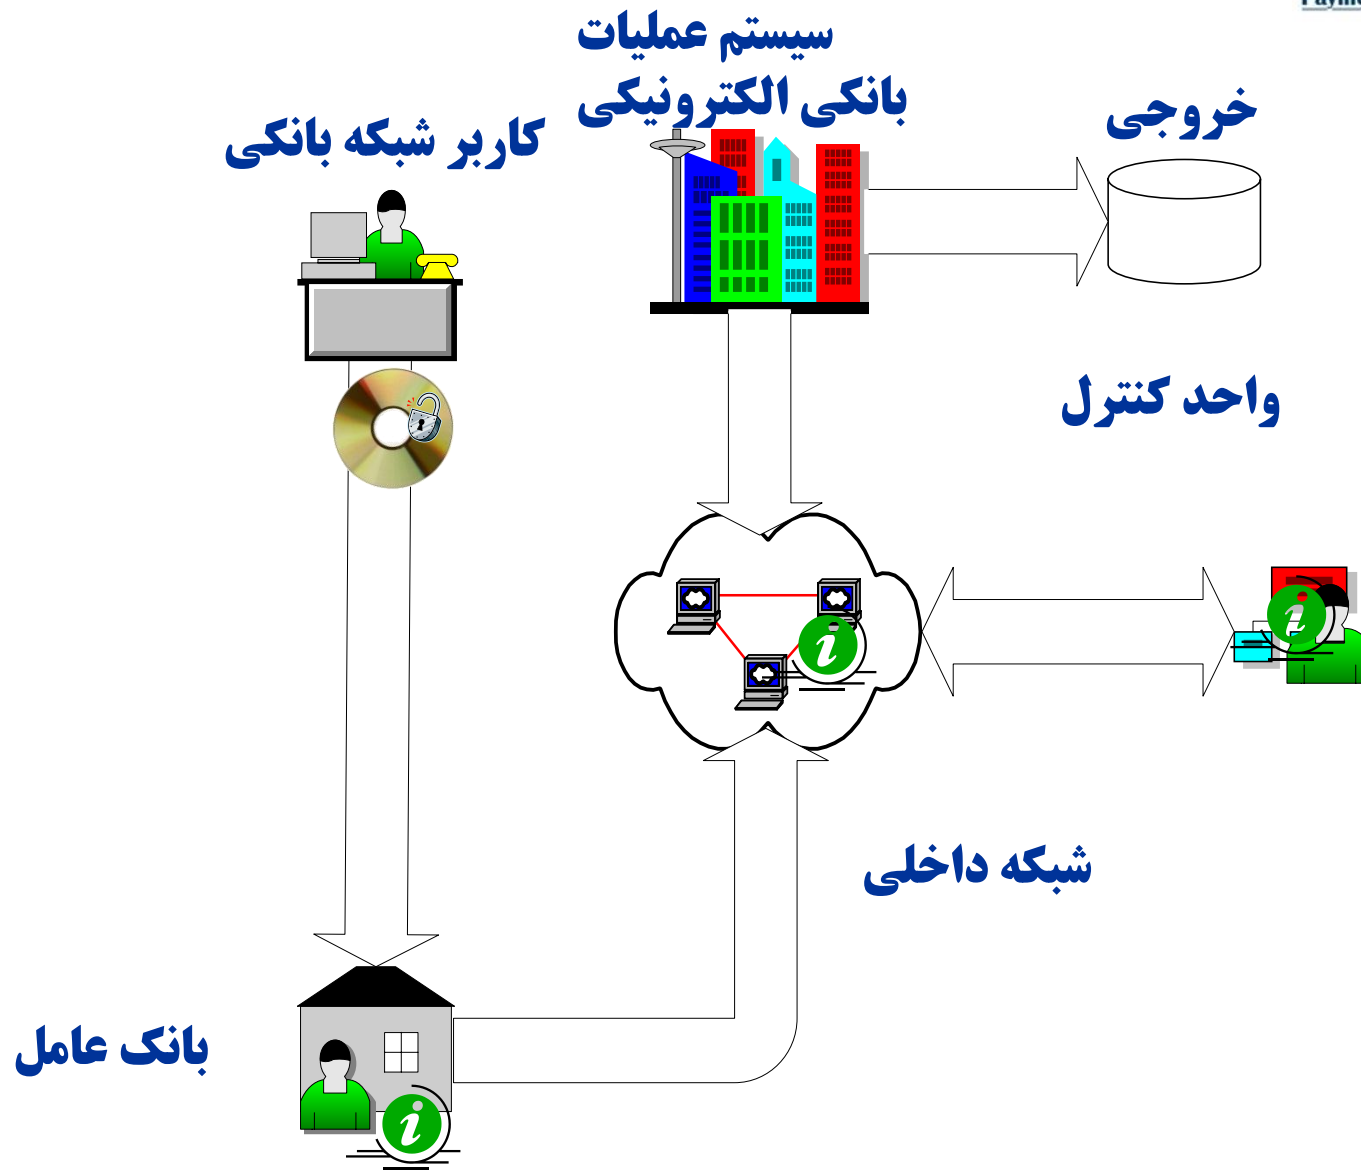 سیستم عملیات
بانکی الکترونیکی
خروجی
کاربر شبکه بانکی
واحد کنترل
شبکه داخلی
بانک عامل